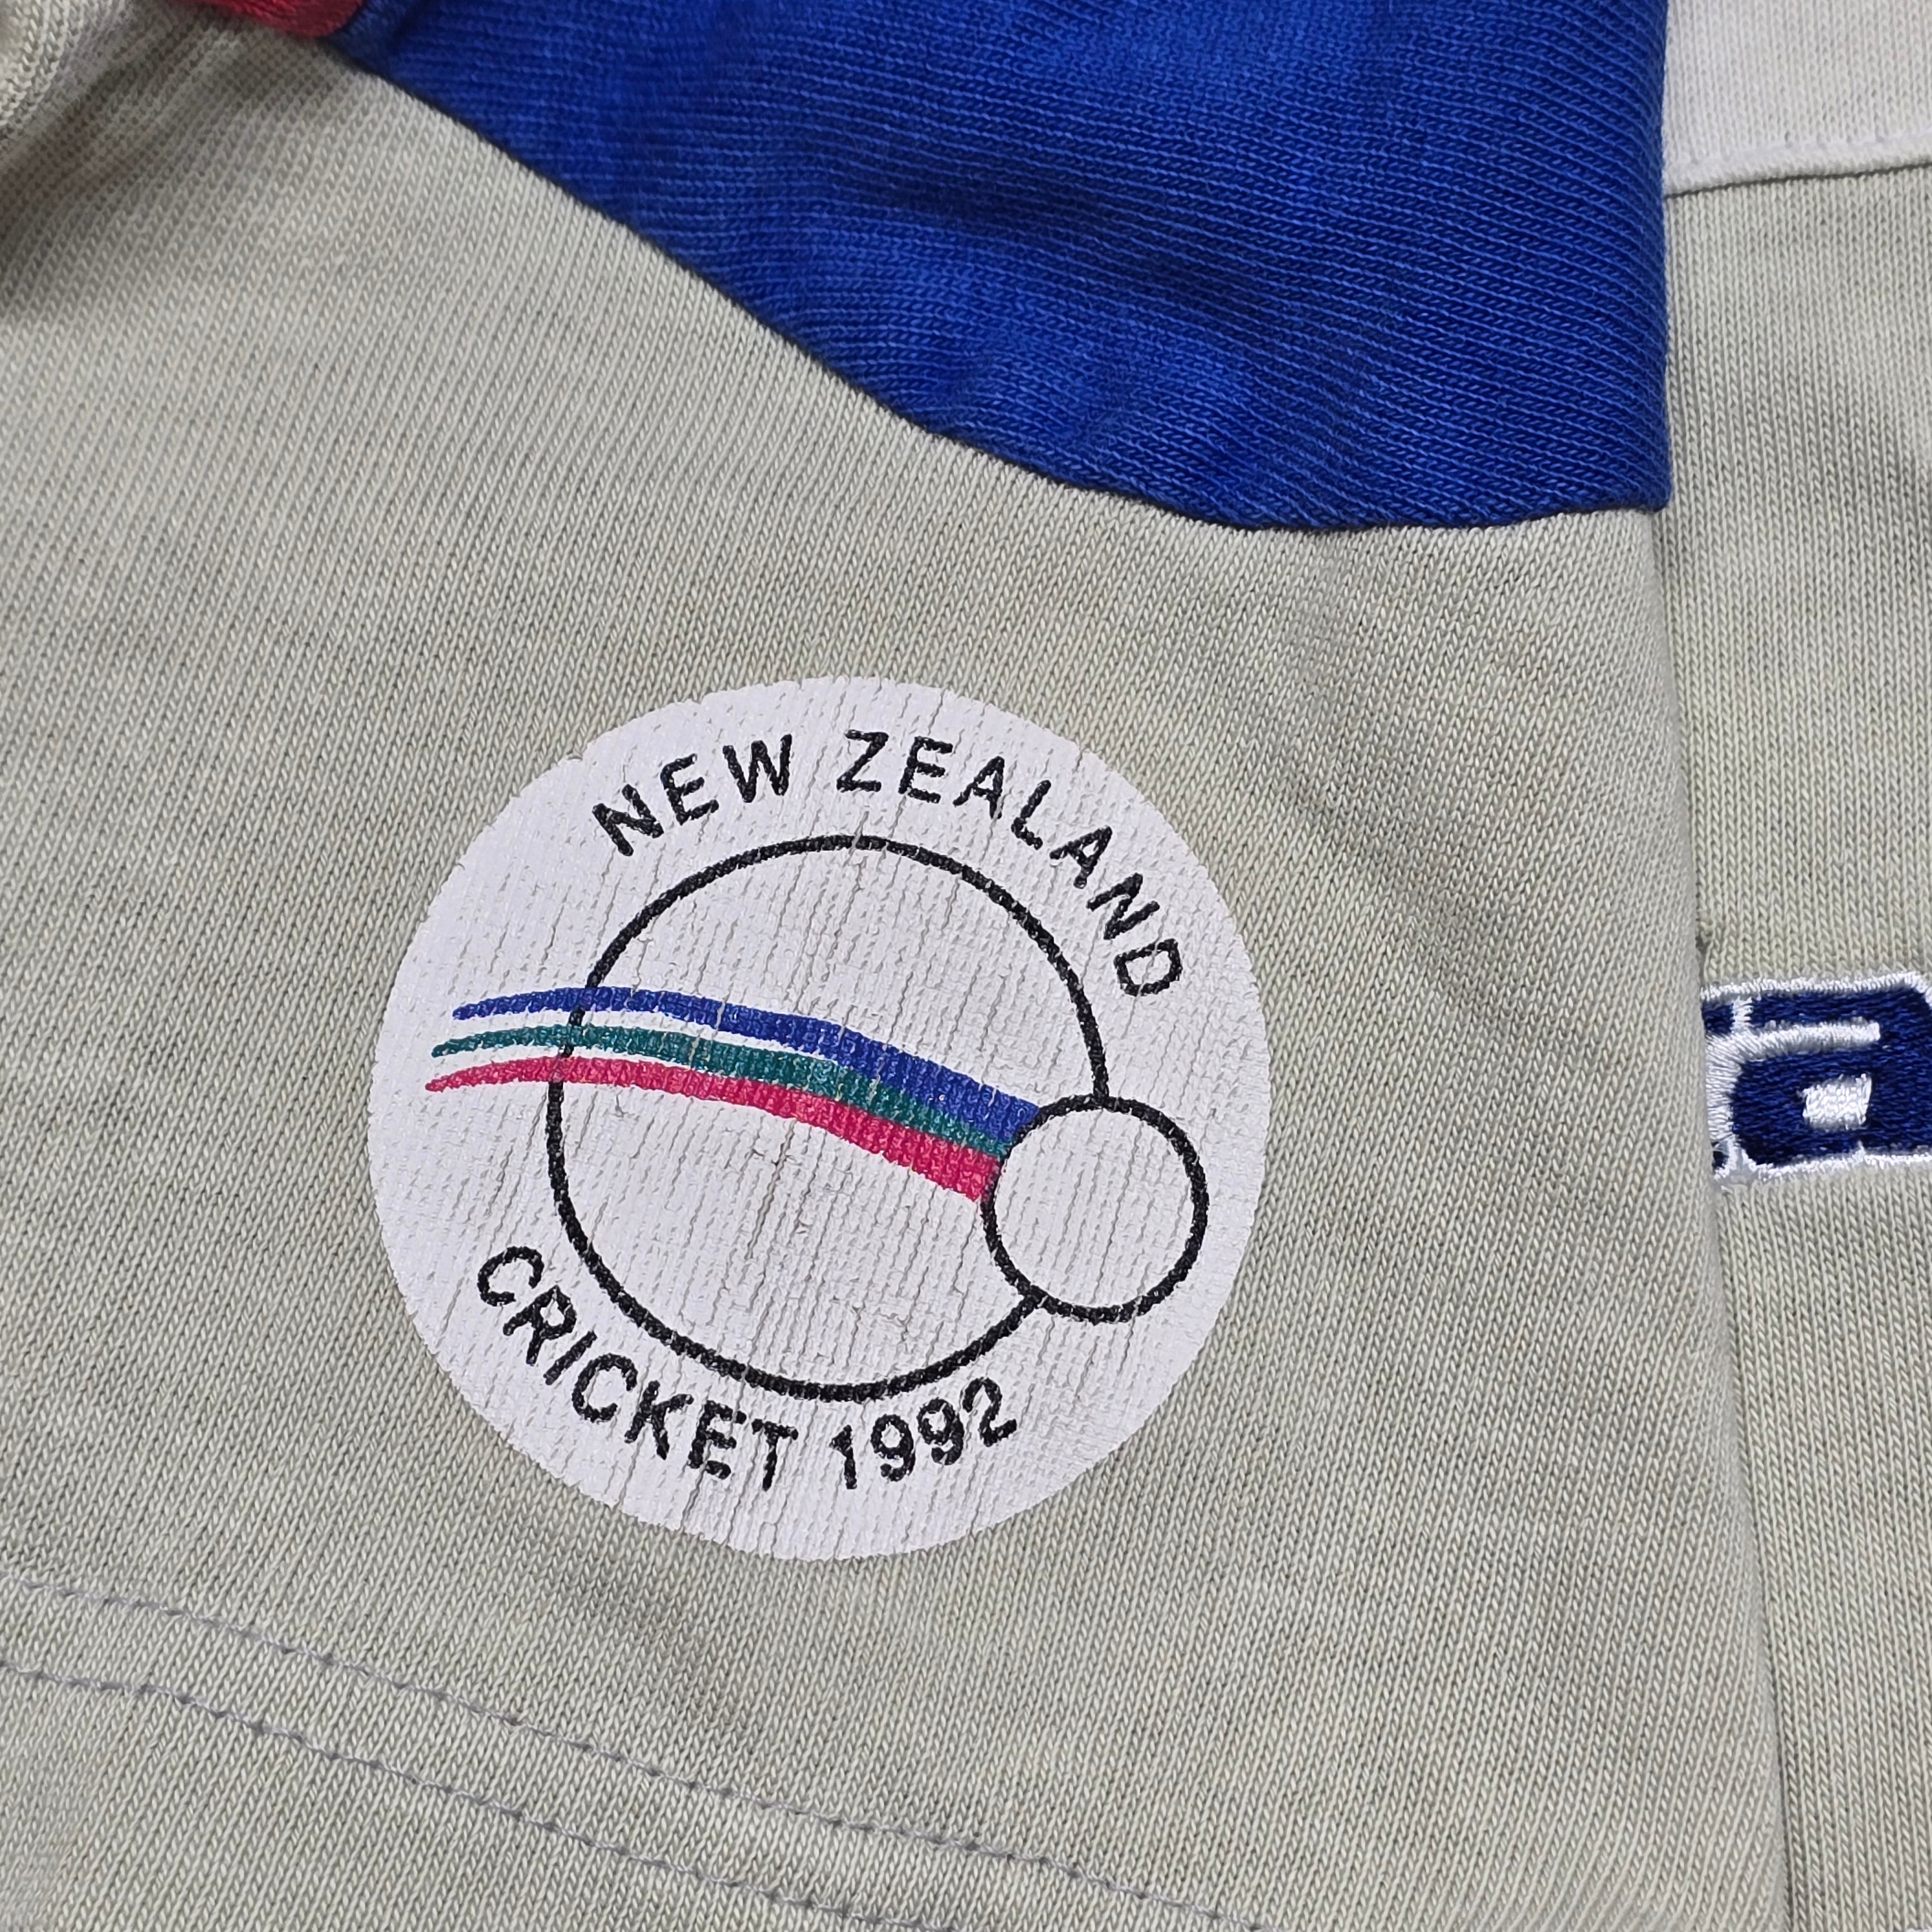 NEW ZEALAND
CRICKET 1992
a